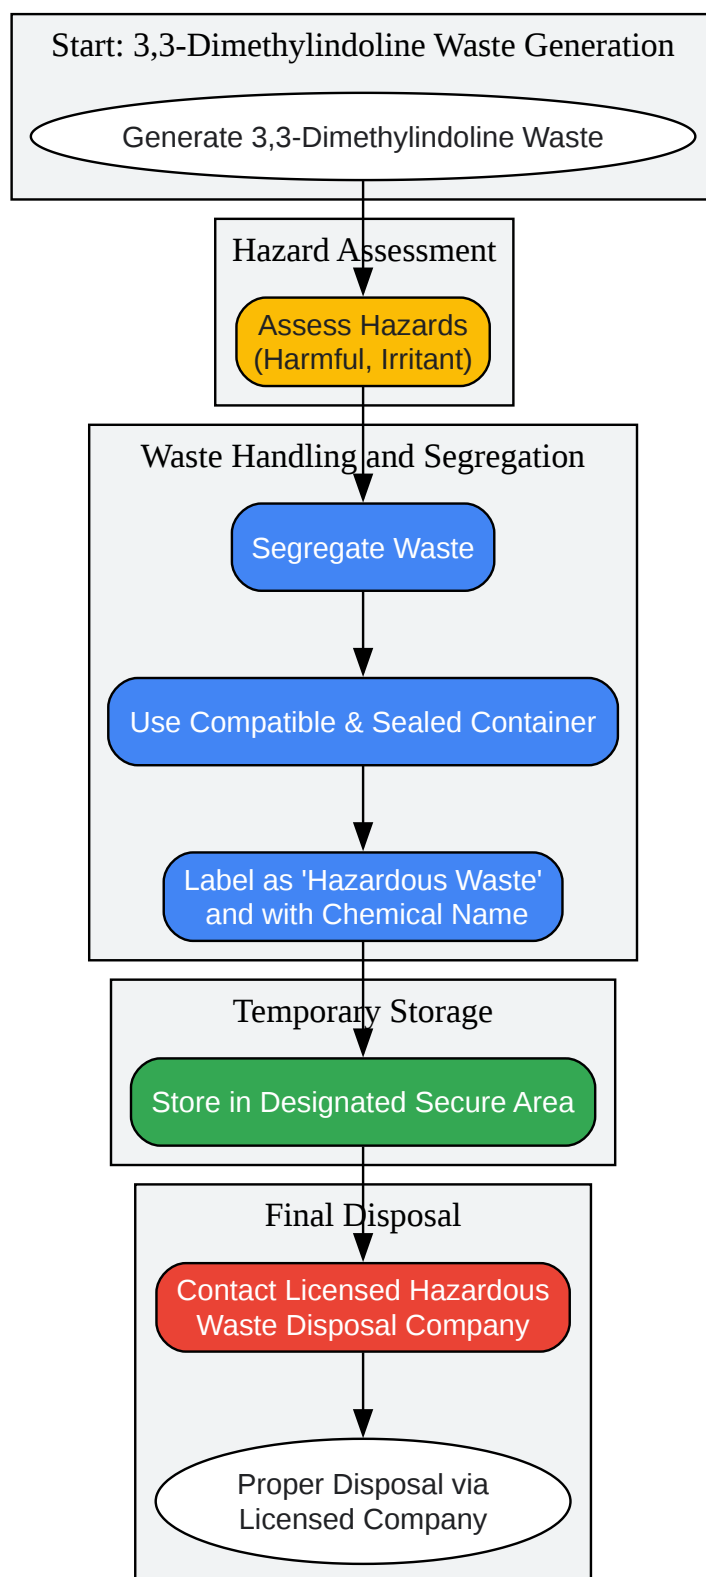 Start: 3,3-Dimethylindoline Waste Generation
Generate 3,3-Dimethylindoline Waste
Hazard Assessment
Assess Hazards
(Harmful, Irritant)
Waste Handling and Segregation
Segregate Waste
Use Compatible & Sealed Container
Label as 'Hazardous Waste'
and with Chemical Name
Temporary Storage
Store in Designated Secure Area
Final Disposal
Contact Licensed Hazardous
Waste Disposal Company
Proper Disposal via
Licensed Company